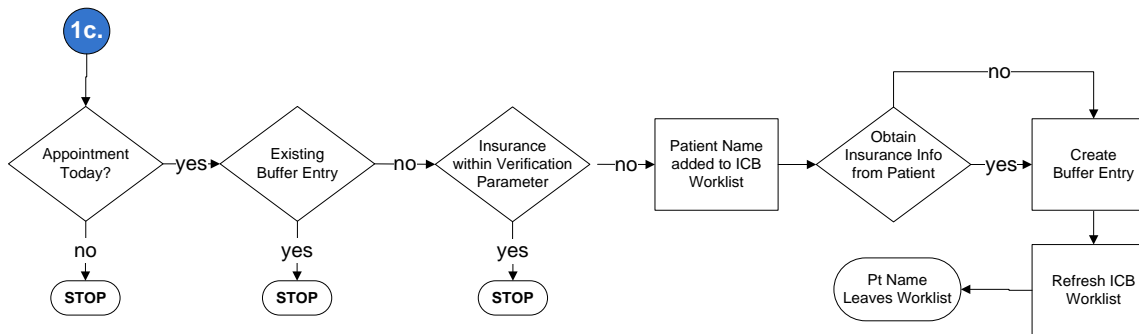 1c.
Appointment
Today?
yes
no
STOP
Existing
Buffer Entry
no
yes
STOP
Insurance
within Verification
Parameter
no
yes
STOP
Patient Name
added to ICB
Worklist
Obtain
Insurance Info
from Patient
no
yes
Create
Buffer Entry
Refresh ICB
Worklist
Pt Name
Leaves Worklist